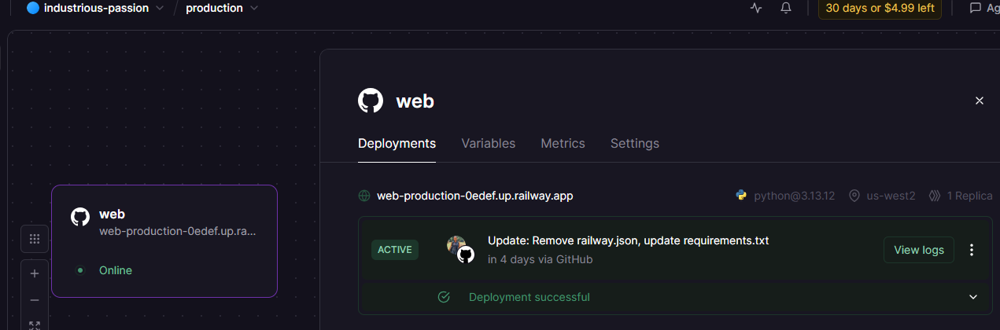 industrious-passion / production
30 days or $4.99 left
Ag
web
Deployments Variables Metrics Settings
web-production-0edef.up.railway.app python@3.13.12 us-west2 1 Replica
web
web-production-0edef.up.ra...
Online
ACTIVE
Update: Remove railway.json, update requirements.txt
in 4 days via GitHub
View logs
Deployment successful